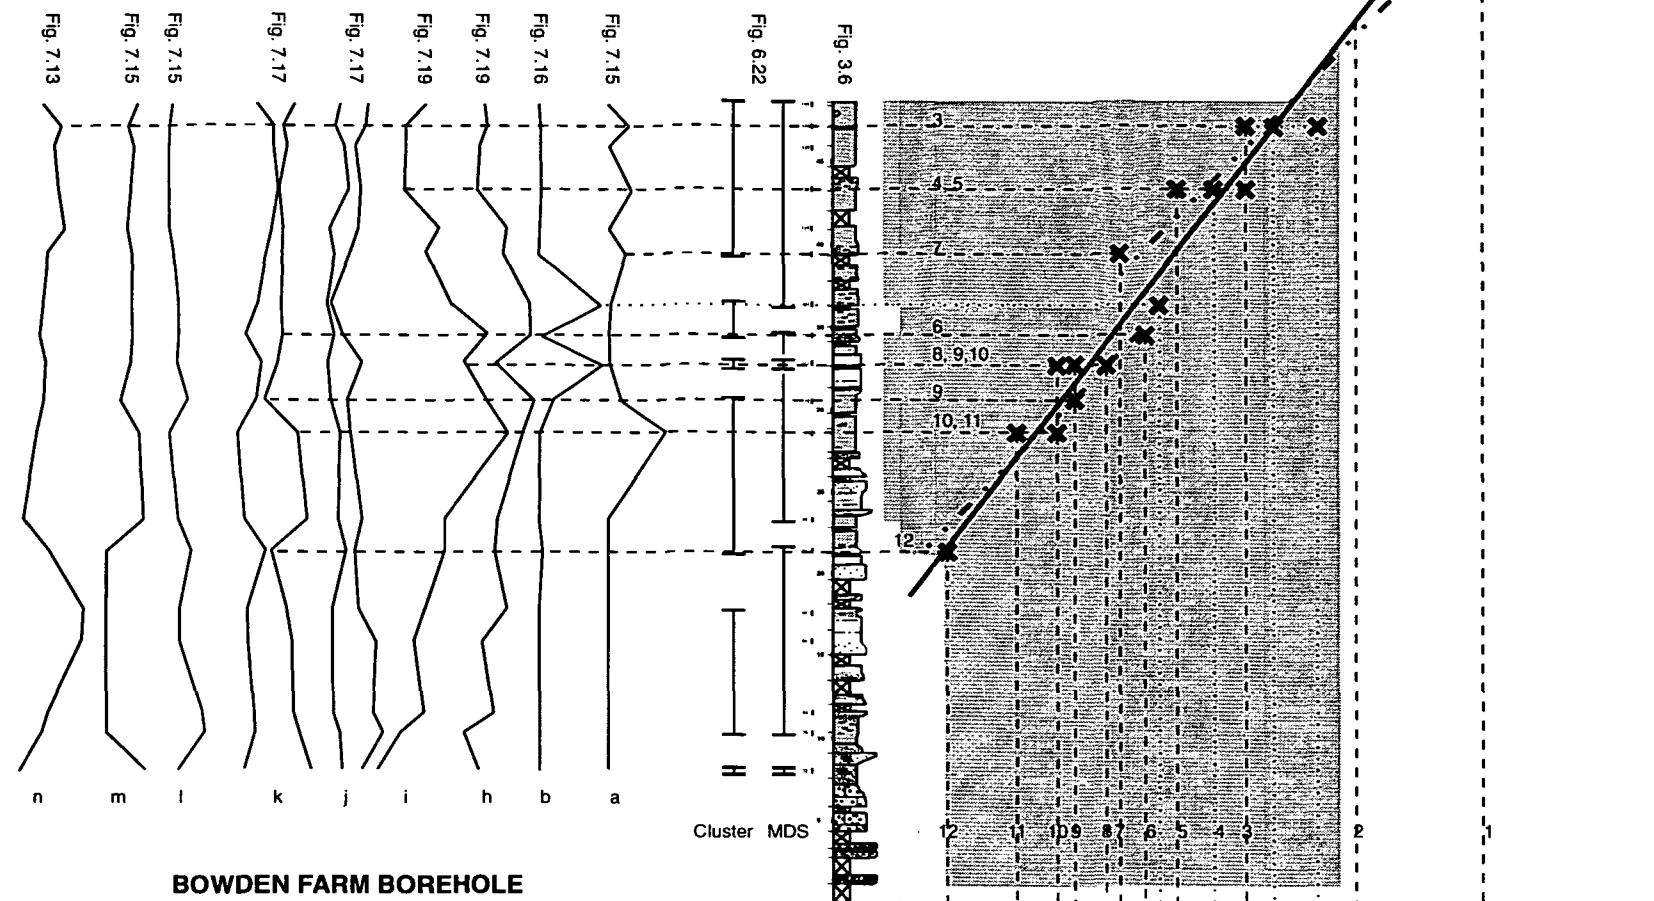 Fig. 7.13
Fig. 7.15
Fig. 7.15
Fig. 7.17
Fig. 7.17
Fig. 7.19
Fig. 7.19
Fig. 7.16
Fig. 7.15
Fig. 6.22
Fig. 3.6
3
4-5
7
6
8, 9,10
9
10, 11
12
n m l k j i h b a
Cluster MDS
12 11 10 9 8 7 6 5 4 3 2 1
BOWDEN FARM BOREHOLE